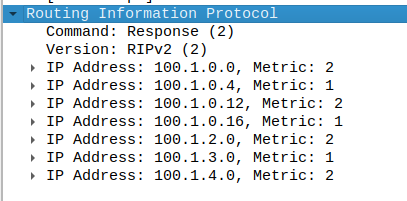 Routing Information Protocol
Command: Response (2)
Version: RIPv2 (2)
IP Address: 100.1.0.0, Metric: 2
IP Address: 100.1.0.4, Metric: 1
IP Address: 100.1.0.12, Metric: 2
IP Address: 100.1.0.16, Metric: 1
IP Address: 100.1.2.0, Metric: 2
IP Address: 100.1.3.0, Metric: 1
IP Address: 100.1.4.0, Metric: 2